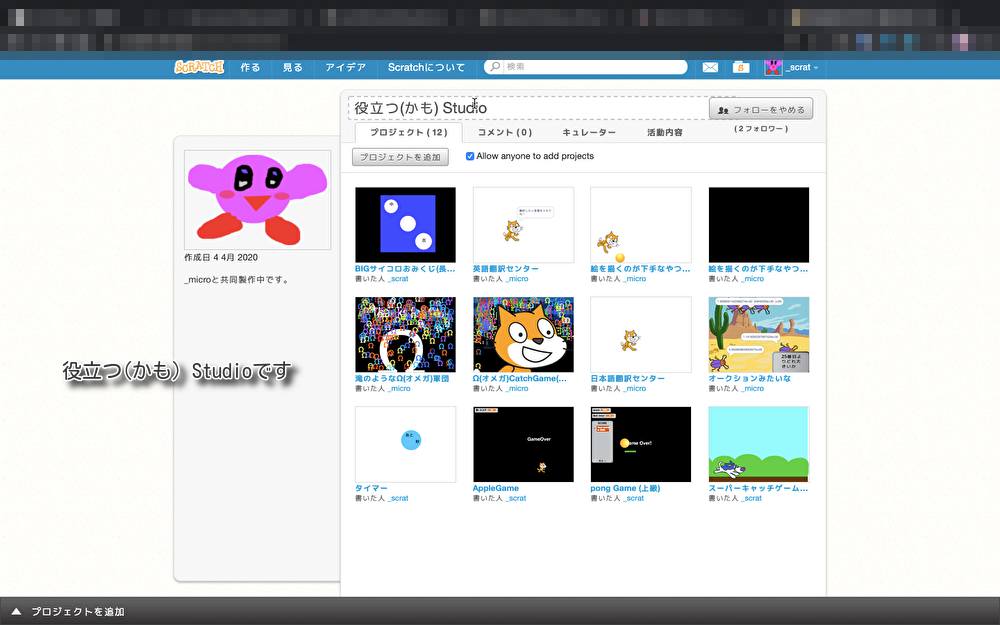 SCRATCH 作る 見る アイデア Scratchについて 検索 _scrat
役立つ(かも) Studio
フォローをやめる
(2フォロワー)
プロジェクト(12) コメント(0) キュレーター 活動内容
プロジェクトを追加 Allow anyone to add projects
作成日 4 4月 2020
_microと共同製作中です。
BIGサイコロおみくじ(長...
書いた人 _scrat
英語翻訳センター
書いた人 _micro
絵を描くのが下手なやつ...
書いた人 _micro
絵を描くのが下手なやつ...
書いた人 _micro
滝のようなΩ(オメガ)軍団
書いた人 _micro
Ω(オメガ)CatchGame(...
書いた人 _micro
日本語翻訳センター
書いた人 _micro
オークションみたいな
書いた人 _micro
役立つ(かも) Studioです
GameOver
タイマー
書いた人 _scrat
AppleGame
書いた人 _scrat
pong Game (上級)
書いた人 _scrat
スーパーキャッチゲーム...
書いた人 _scrat
プロジェクトを追加